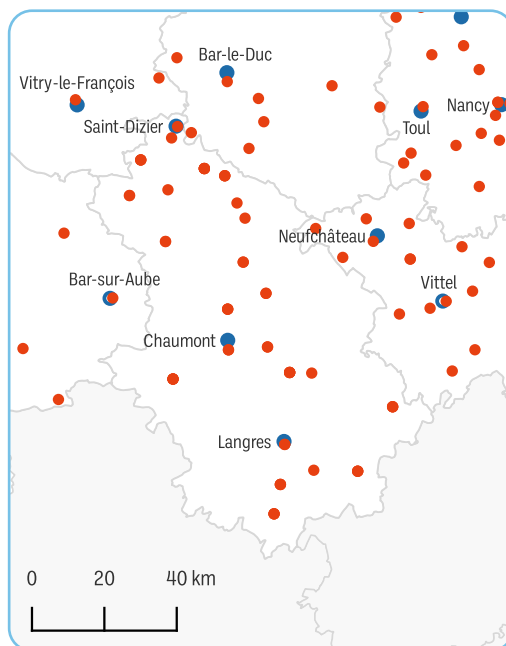 Bar-le-Duc
Vitry-le-François
Nancy
Saint-Dizier
Toul
Neufchâteau
Bar-sur-Aube
Vittel
Chaumont
Langres
0 20 40 km